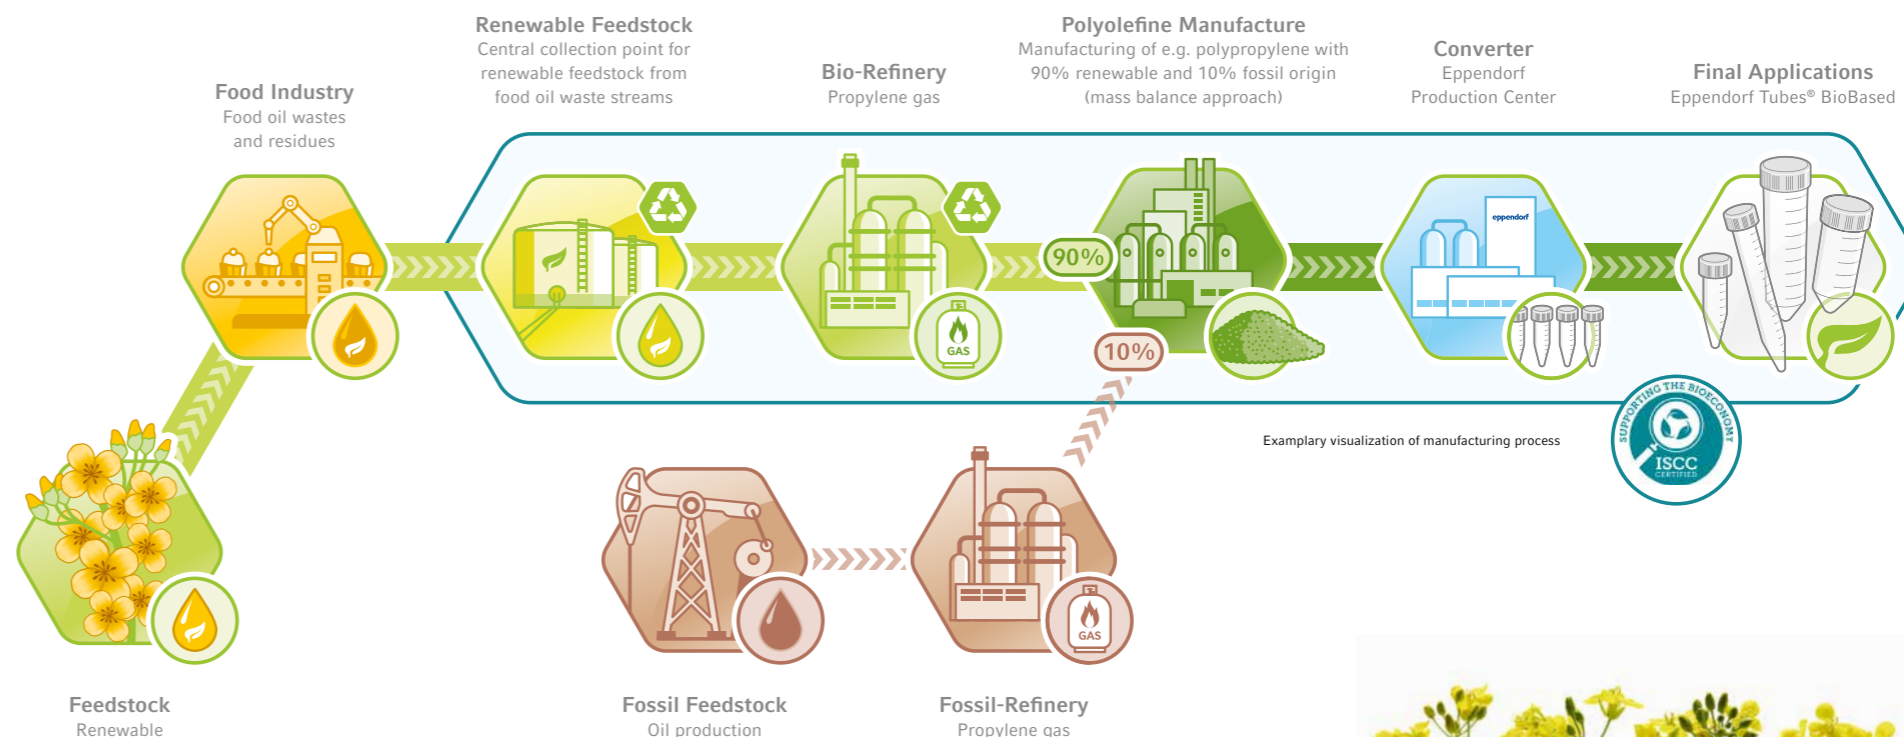 Renewable Feedstock
Central collection point for
renewable feedstock from
food oil waste streams
Polyolefine Manufacture
Manufacturing of e.g. polypropylene with
90% renewable and 10% fossil origin
(mass balance approach)
Converter
Eppendorf
Production Center
Bio-Refinery
Propylene gas
Final Applications
Eppendorf Tubes® BioBased
Food Industry
Food oil wastes
and residues
eppendorf
90%
GAS
10%
SUPPORTING THE BIOECONOMY
ISCC
CERTIFIED
Examplary visualization of manufacturing process
GAS
Feedstock
Renewable
Fossil Feedstock
Oil production
Fossil-Refinery
Propylene gas